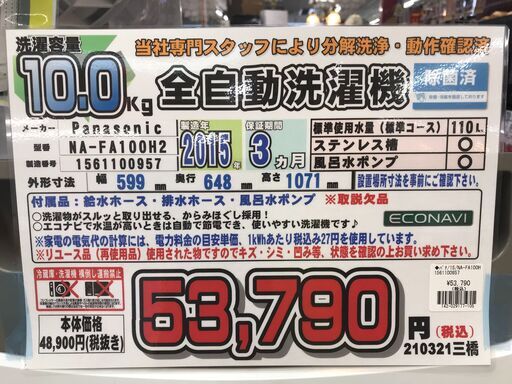 洗濯容量
当社専門スタッフにより分解洗浄・動作確認済
10.0Kg
全自動洗濯機
除菌済
メーカー Panasonic
型番 NA-FA100H2
製造番号 1561100957
製造年
2015
保証期間
3ヵ月
標準使用水量(標準コース) 110L
ステンレス槽 ○
風呂水ポンプ ○
外形寸法 幅 599mm 奥行 648mm 高さ 1071mm
設置場所寸法を事前にご確認下さい。
付属品：給水ホース・排水ホース・風呂水ポンプ ※取説欠品
○洗濯物がスルッと取り出せる、からみほぐし採用！
○エコナビで水温が高いときは自動で節電でき、使いやすい洗濯機です♪
ECONAVI
※家電の電気代の計算には、電力料金の目安単価、1kWhあたり税込み27円を使用しています。
※リユース品（再使用品）使用された物ですのでキズ・シミ・凹み等、状態を確認の上お買い求め下さい。
冷蔵庫・洗濯機 横倒し運搬禁止
本体価格
48,900円(税抜き)
53,790
円(税込)
210321三橋
1561100957
¥53,790
(税込)